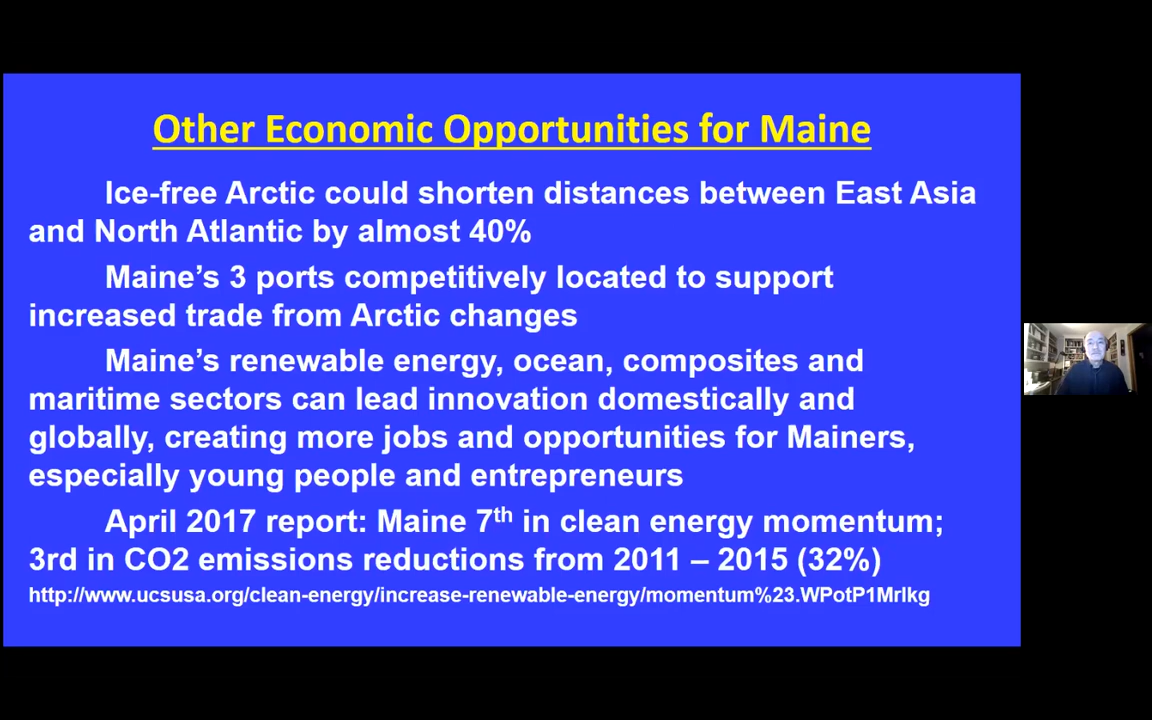 Other Economic Opportunities for Maine
Ice-free Arctic could shorten distances between East Asia
and North Atlantic by almost 40%
Maine's 3 ports competitively located to support
increased trade from Arctic changes
Maine's renewable energy, ocean, composites and
maritime sectors can lead innovation domestically and
globally, creating more jobs and opportunities for Mainers,
especially young people and entrepreneurs
April 2017 report: Maine 7th in clean energy momentum;
3rd in CO2 emissions reductions from 2011 – 2015 (32%)
http://www.ucsusa.org/clean-energy/increase-renewable-energy/momentum%23.WPotP1Mrlkg